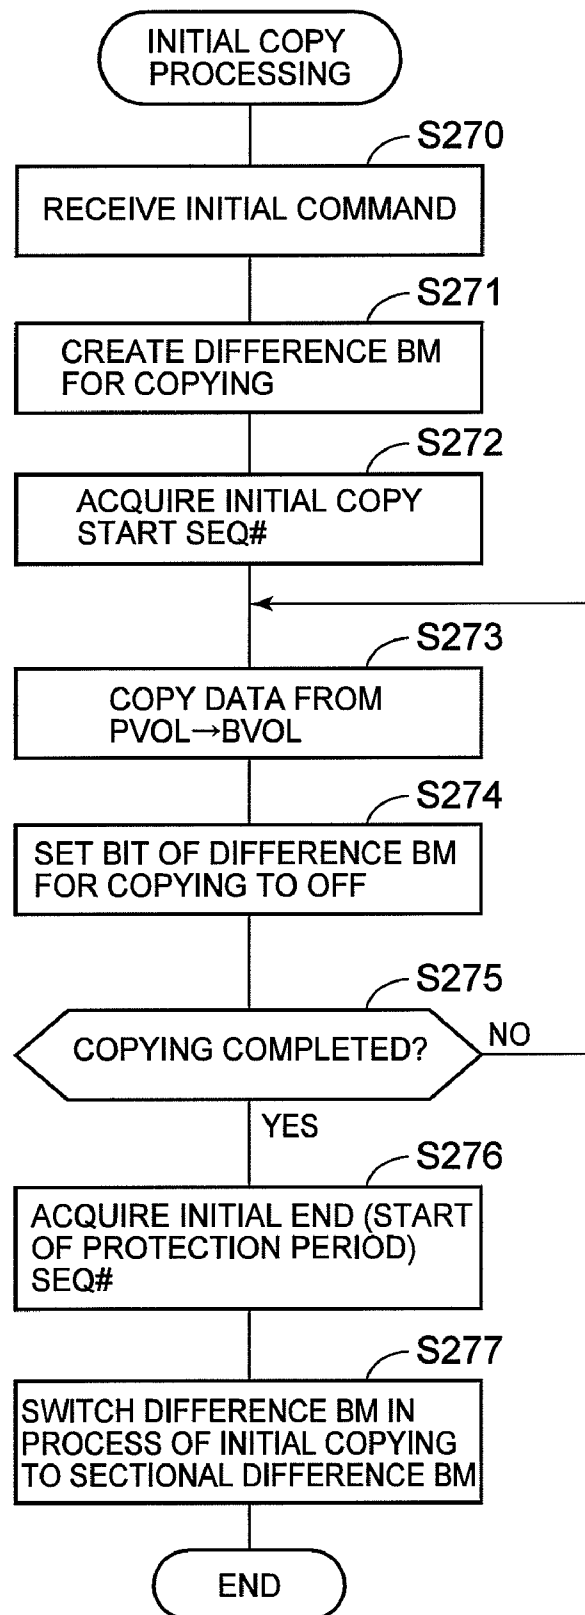 INITIAL COPY
PROCESSING
S270
RECEIVE INITIAL COMMAND
S271
CREATE DIFFERENCE BM
FOR COPYING
S272
ACQUIRE INITIAL COPY
START SEQ#
S273
COPY DATA FROM
PVOL→BVOL
S274
SET BIT OF DIFFERENCE BM
FOR COPYING TO OFF
S275
COPYING COMPLETED?
NO
YES
S276
ACQUIRE INITIAL END (START
OF PROTECTION PERIOD)
SEQ#
S277
SWITCH DIFFERENCE BM IN
PROCESS OF INITIAL COPYING
TO SECTIONAL DIFFERENCE BM
END